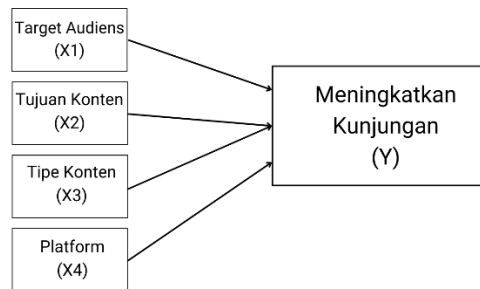 Target Audiens
(X1)
Tujuan Konten
(X2)
Tipe Konten
(X3)
Platform
(X4)
Meningkatkan
Kunjungan
(Y)